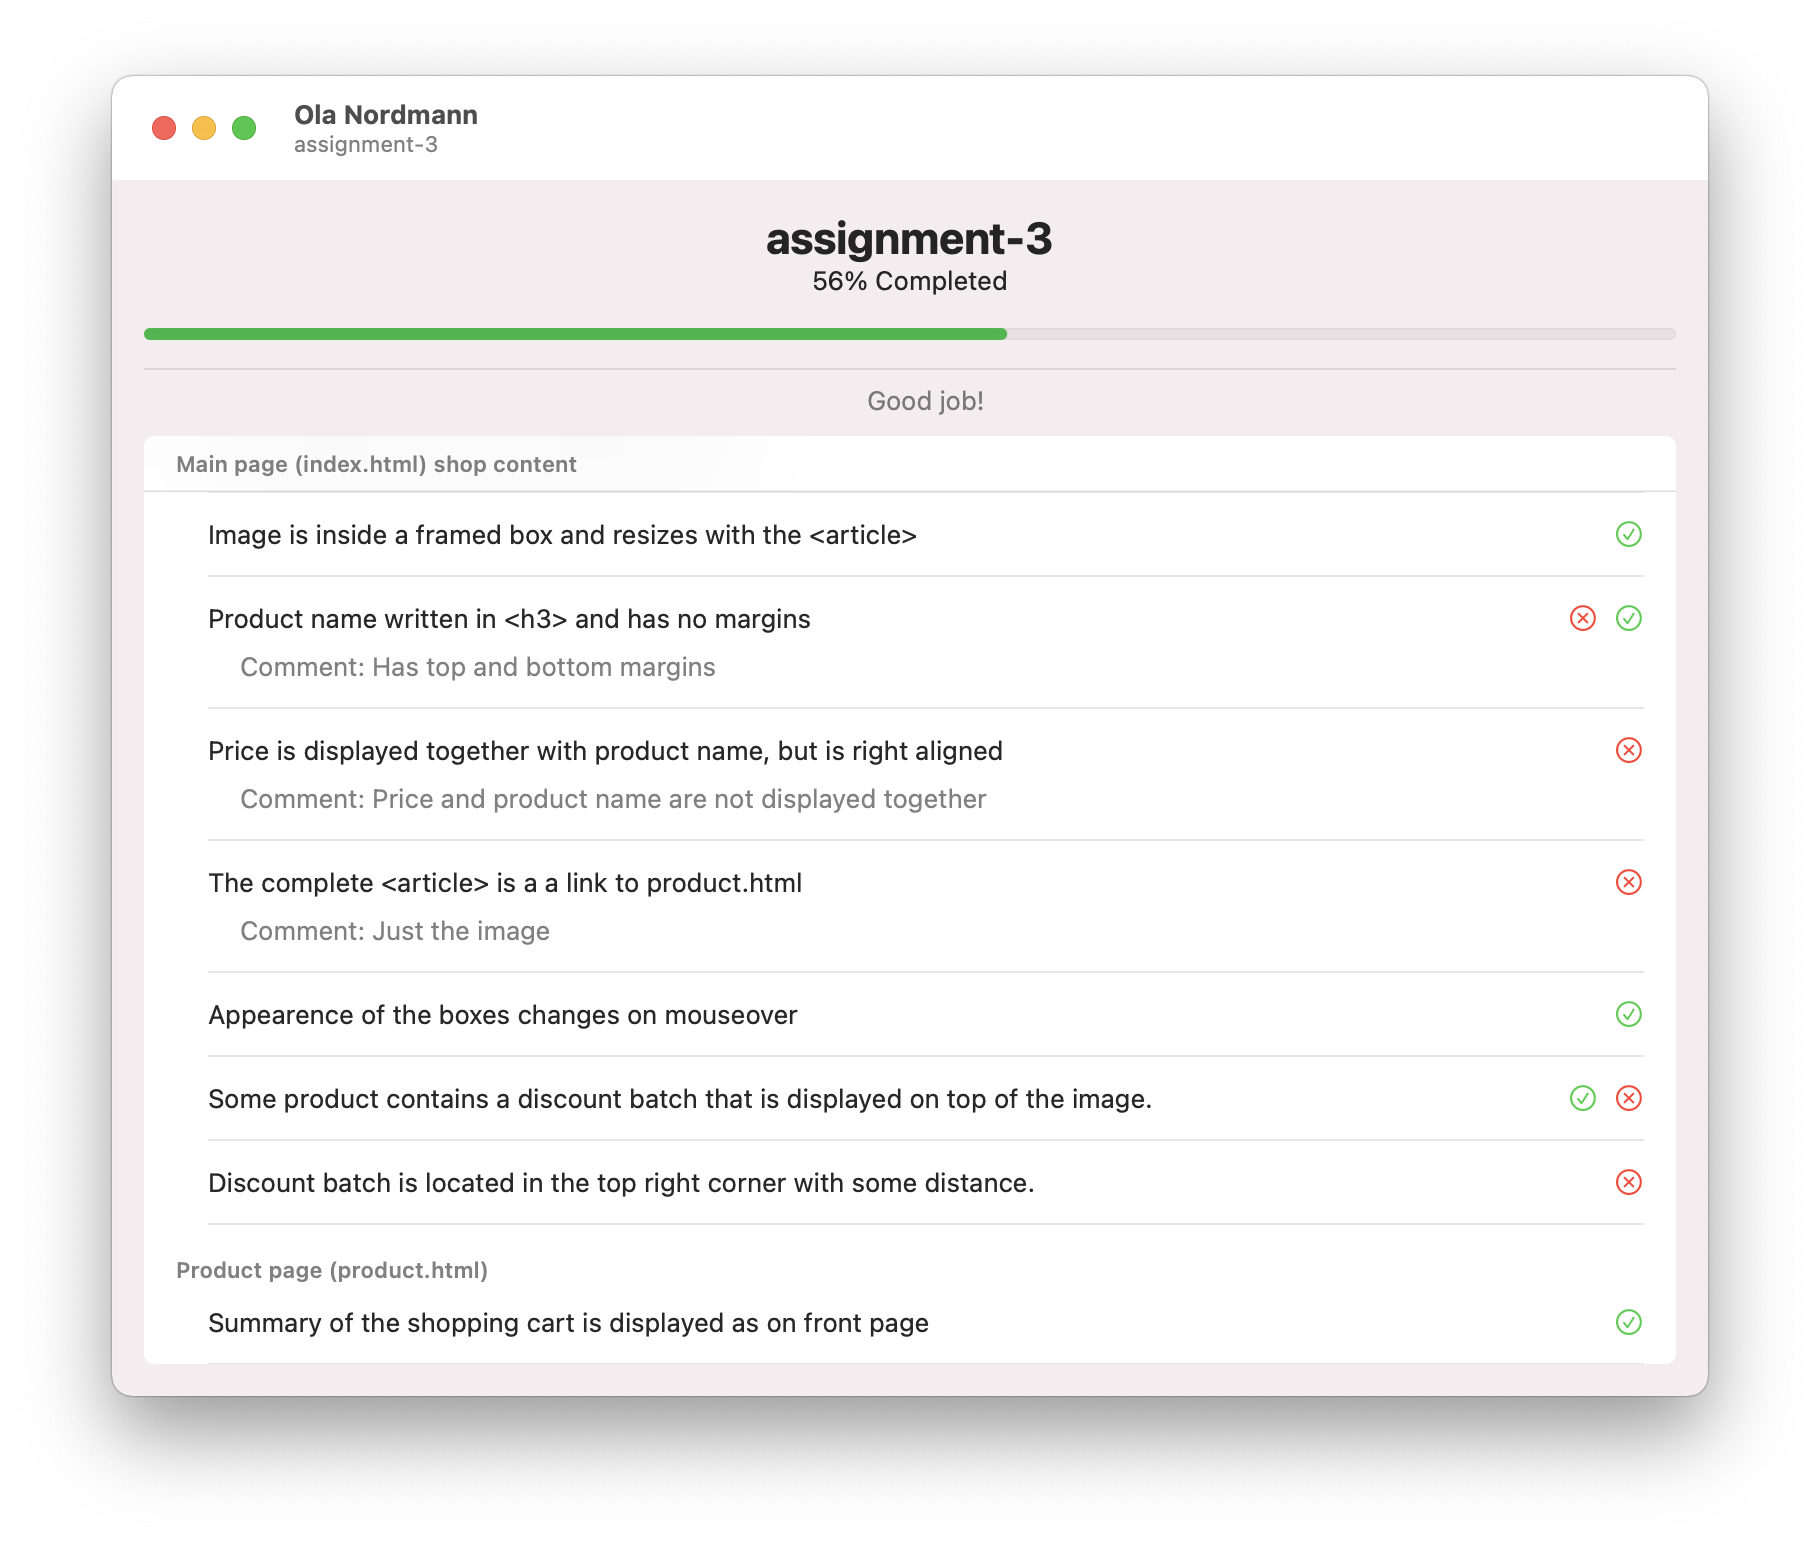 Ola Nordmann
assignment-3
assignment-3
56% Completed
Good job!
Main page (index.html) shop content
Image is inside a framed box and resizes with the <article>
Product name written in <h3> and has no margins
Comment: Has top and bottom margins
Price is displayed together with product name, but is right aligned
Comment: Price and product name are not displayed together
The complete <article> is a a link to product.html
Comment: Just the image
Appearence of the boxes changes on mouseover
Some product contains a discount batch that is displayed on top of the image.
Discount batch is located in the top right corner with some distance.
Product page (product.html)
Summary of the shopping cart is displayed as on front page